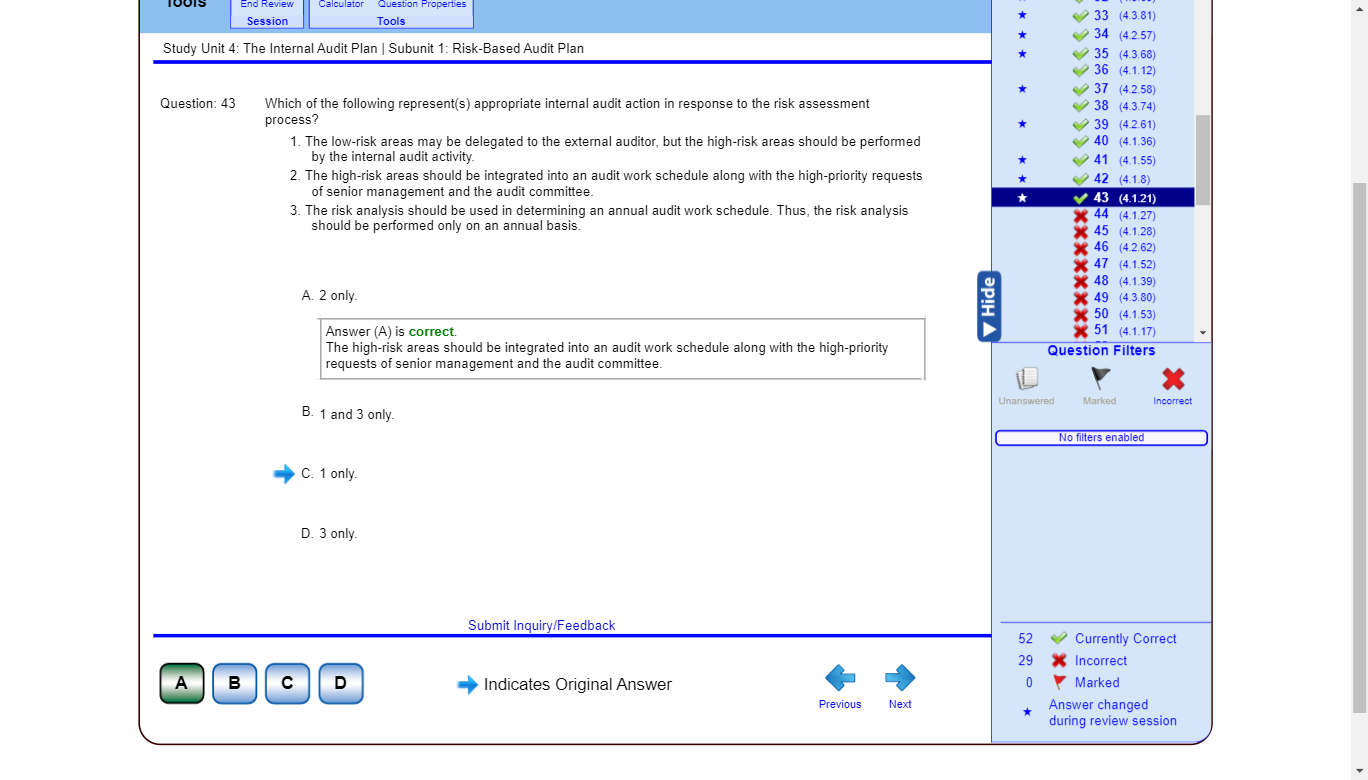 Tools
End Review
Session
Calculator Question Properties
Tools
Study Unit 4: The Internal Audit Plan | Subunit 1: Risk-Based Audit Plan
Question: 43
Which of the following represent(s) appropriate internal audit action in response to the risk assessment
process?
1. The low-risk areas may be delegated to the external auditor, but the high-risk areas should be performed
by the internal audit activity.
2. The high-risk areas should be integrated into an audit work schedule along with the high-priority requests
of senior management and the audit committee.
3. The risk analysis should be used in determining an annual audit work schedule. Thus, the risk analysis
should be performed only on an annual basis.
A. 2 only.
Answer (A) is correct.
The high-risk areas should be integrated into an audit work schedule along with the high-priority
requests of senior management and the audit committee.
B. 1 and 3 only.
C. 1 only.
D. 3 only.
Submit Inquiry/Feedback
A B C D
Indicates Original Answer
Previous Next
33 (4.3.81)
34 (4.2.57)
35 (4.3.68)
36 (4.1.12)
37 (4.2.58)
38 (4.3.74)
39 (4.2.61)
40 (4.1.36)
41 (4.1.55)
42 (4.1.8)
43 (4.1.21)
44 (4.1.27)
45 (4.1.28)
46 (4.2.62)
47 (4.1.52)
48 (4.1.39)
49 (4.3.80)
50 (4.1.53)
51 (4.1.17)
Hide
Question Filters
Unanswered Marked Incorrect
No filters enabled
52 Currently Correct
29 Incorrect
0 Marked
Answer changed
during review session